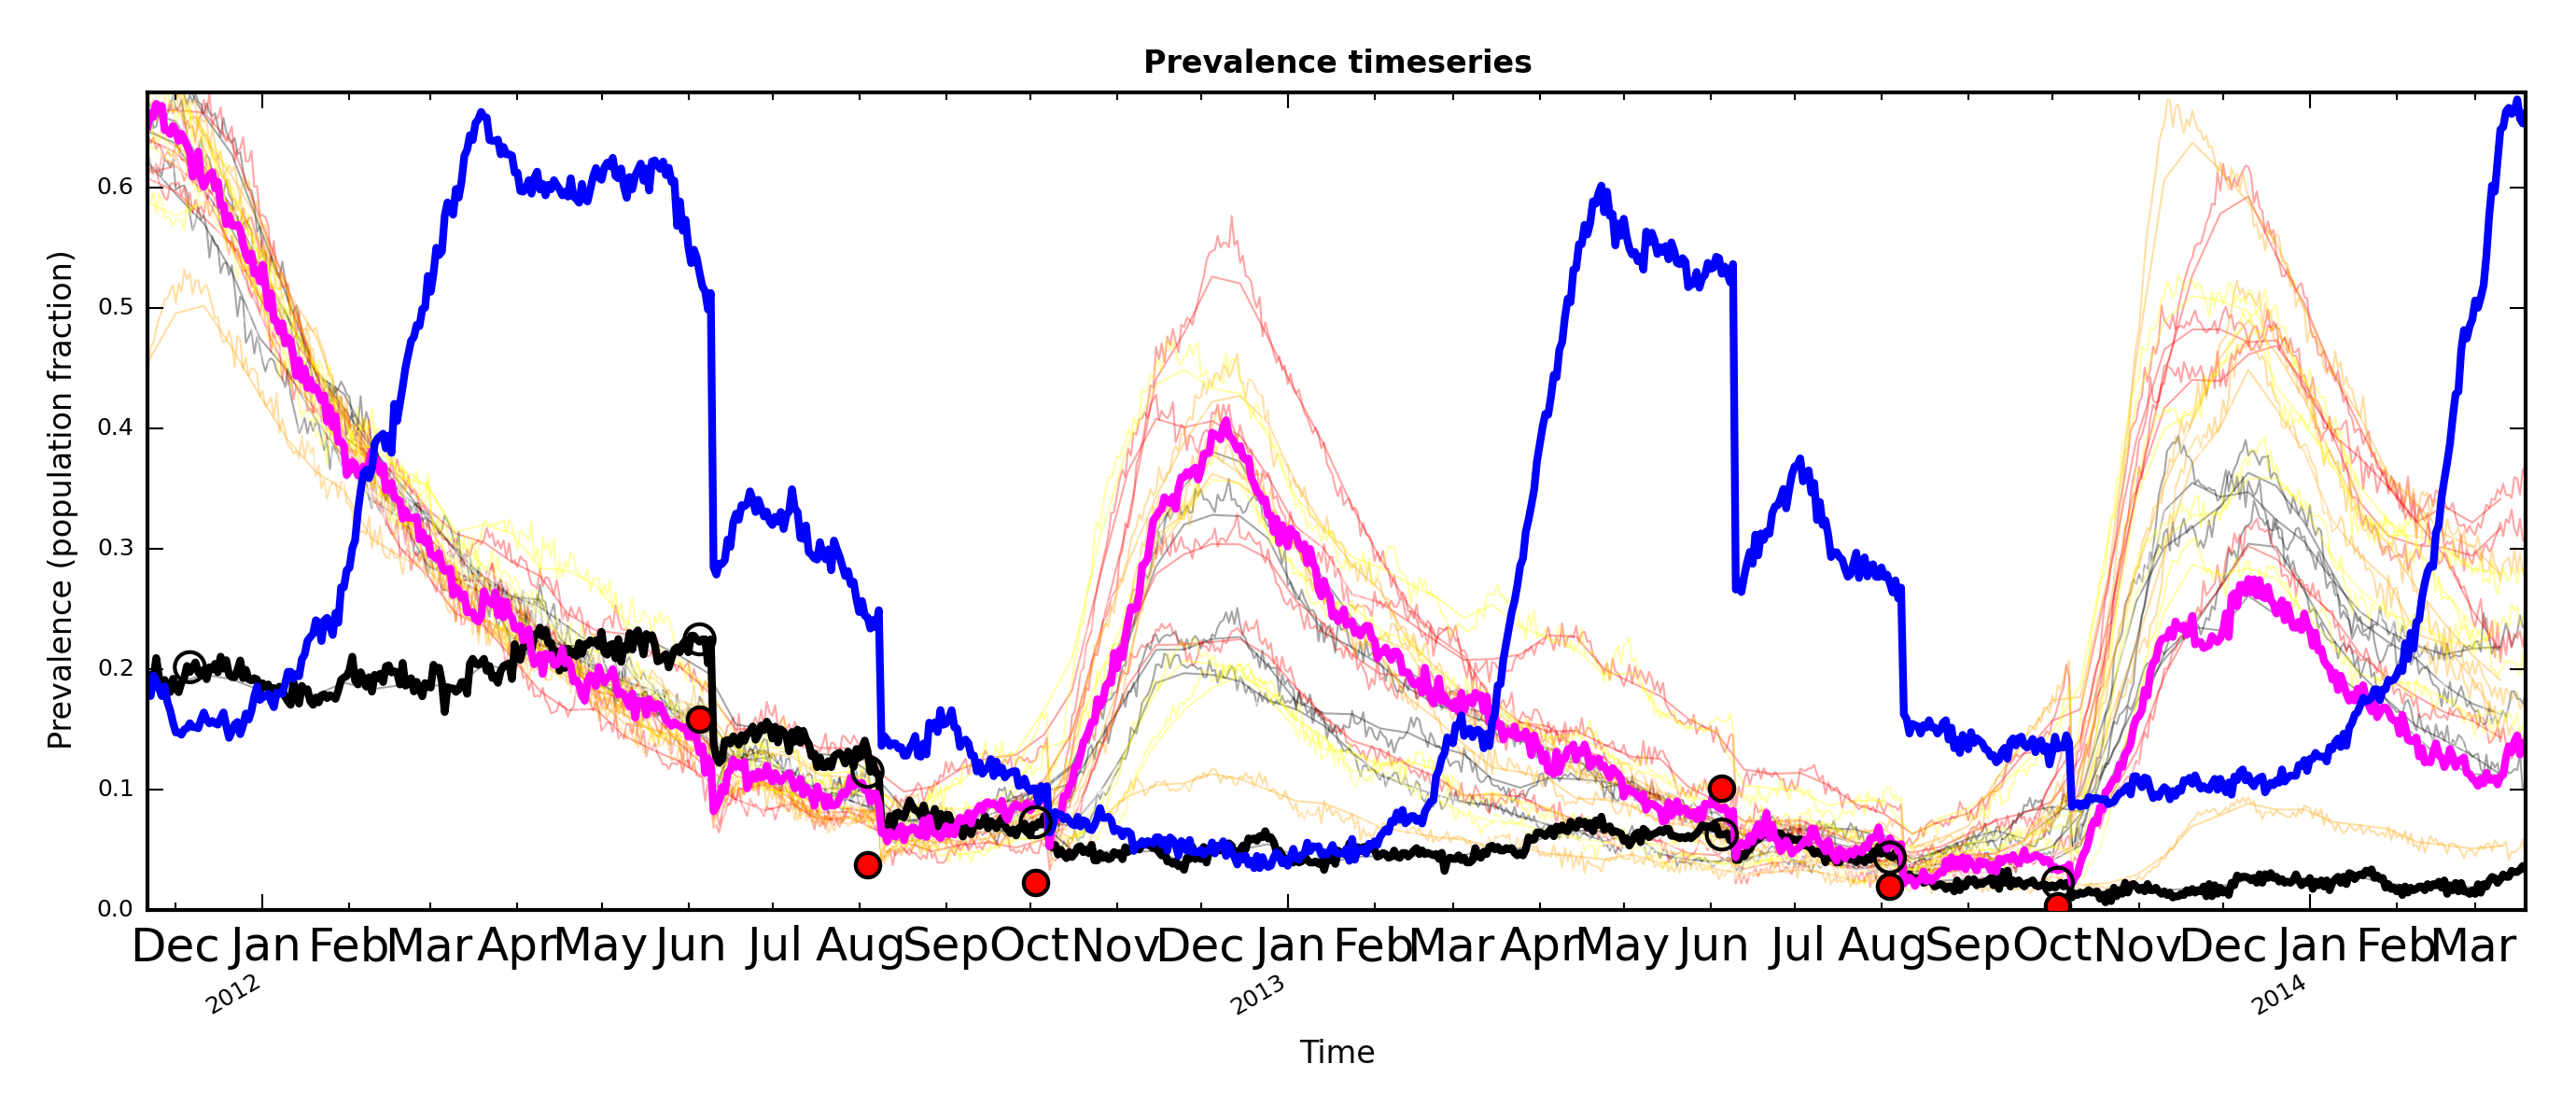 Prevalence timeseries
Prevalence (population fraction)
0.6
0.5
0.4
0.3
0.2
0.1
0.0
Dec Jan Feb Mar Apr May Jun Jul Aug Sep Oct Nov Dec Jan Feb Mar Apr May Jun Jul Aug Sep Oct Nov Dec Jan Feb Mar
2012 2013 2014
Time